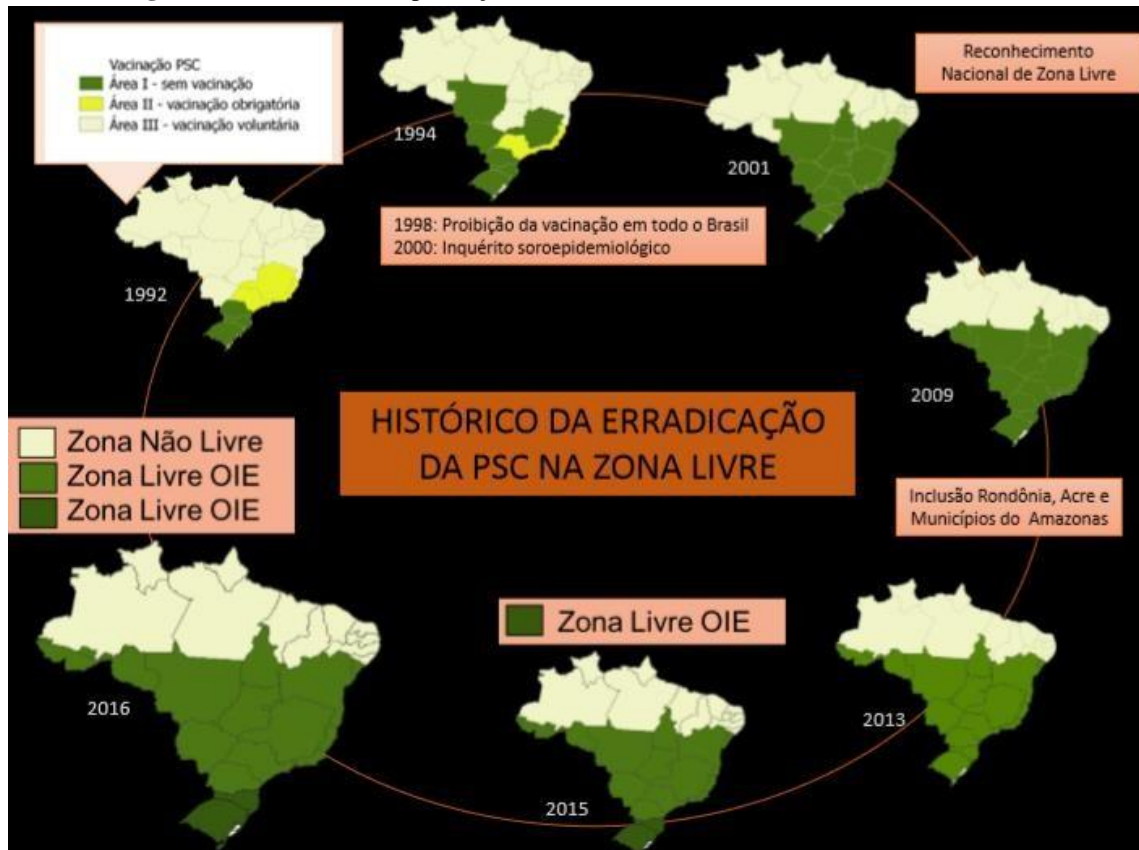 Vacinação PSC
Área I - sem vacinação
Área II - vacinação obrigatória
Área III - vacinação voluntária
1992
1994
1998: Proibição da vacinação em todo o Brasil
2000: Inquérito soroepidemiológico
Reconhecimento
Nacional de Zona Livre
2001
2009
HISTÓRICO DA ERRADICAÇÃO
DA PSC NA ZONA LIVRE
Inclusão Rondônia, Acre e
Municípios do Amazonas
2013
Zona Livre OIE
2015
Zona Não Livre
Zona Livre OIE
Zona Livre OIE
2016